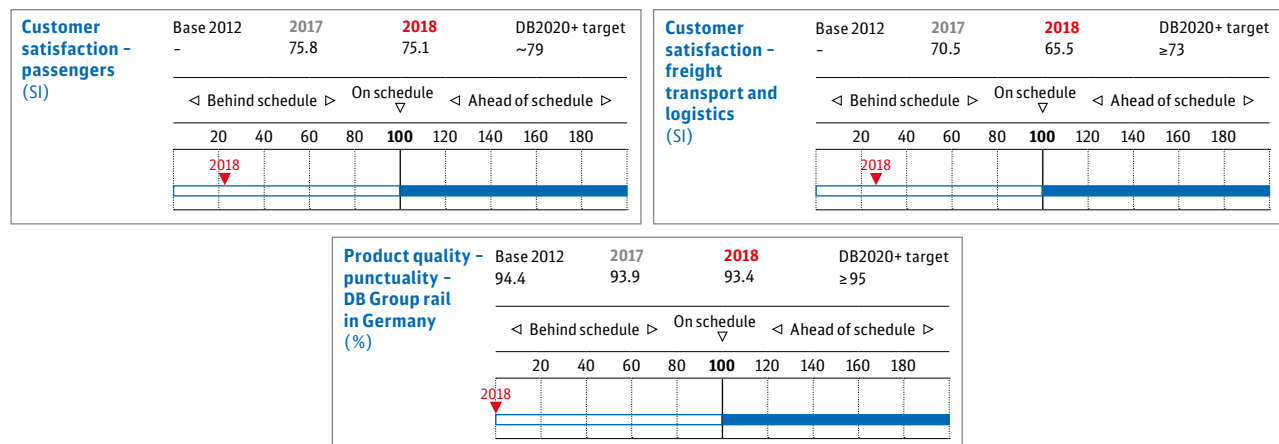 Customer satisfaction – passengers (SI)
Base 2012 2017 2018 DB2020+ target
– 75.8 75.1 ~79
◁ Behind schedule ▷ On schedule ▽ ◁ Ahead of schedule ▷
20 40 60 80 100 120 140 160 180
2018
Customer satisfaction – freight transport and logistics (SI)
Base 2012 2017 2018 DB2020+ target
– 70.5 65.5 ≥73
◁ Behind schedule ▷ On schedule ▽ ◁ Ahead of schedule ▷
20 40 60 80 100 120 140 160 180
2018
Product quality – punctuality – DB Group rail in Germany (%)
Base 2012 2017 2018 DB2020+ target
94.4 93.9 93.4 ≥ 95
◁ Behind schedule ▷ On schedule ▽ ◁ Ahead of schedule ▷
20 40 60 80 100 120 140 160 180
2018